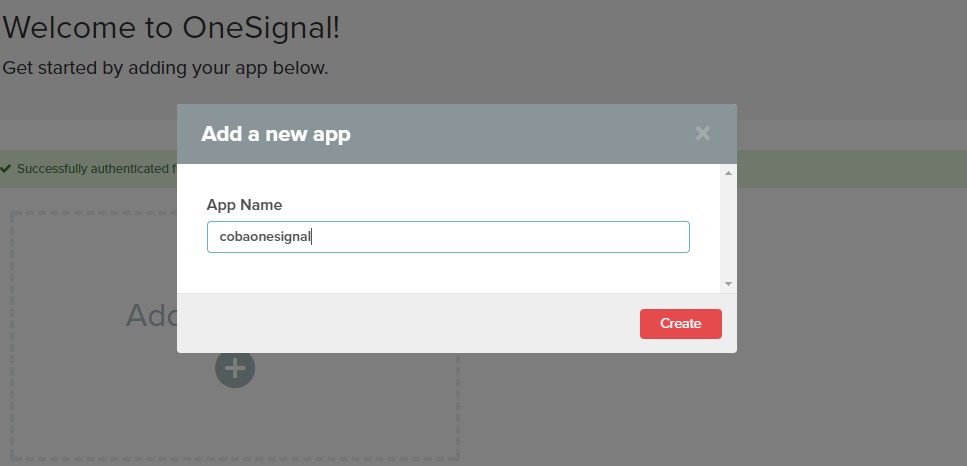 Welcome to OneSignal!
Get started by adding your app below.
Add a new app
Successfully authenticated f
App Name
cobaonesignal
Add
Create